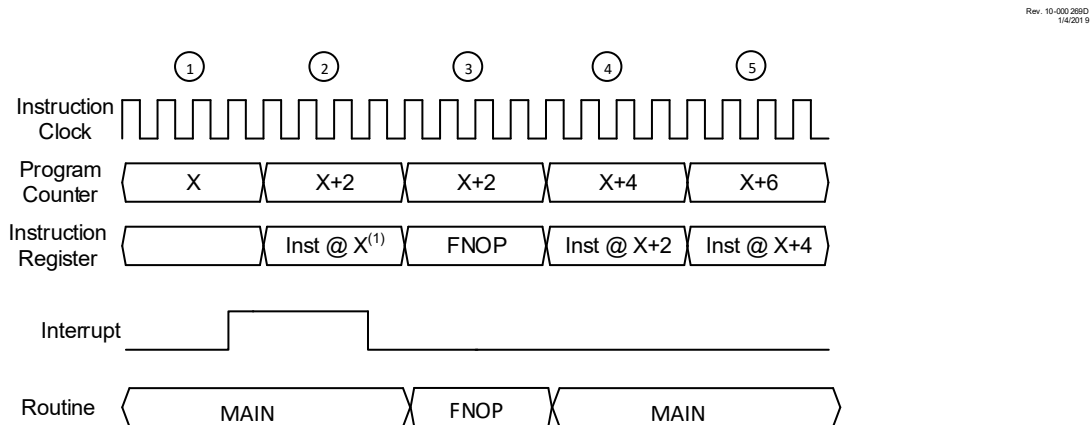 Rev. 10-000 269D
1/4/201 9
1 2 3 4 5
Instruction
Clock
Program
Counter
X X+2 X+2 X+4 X+6
Instruction
Register
Inst @ X(1) FNOP Inst @ X+2 Inst @ X+4
Interrupt
Routine MAIN FNOP MAIN